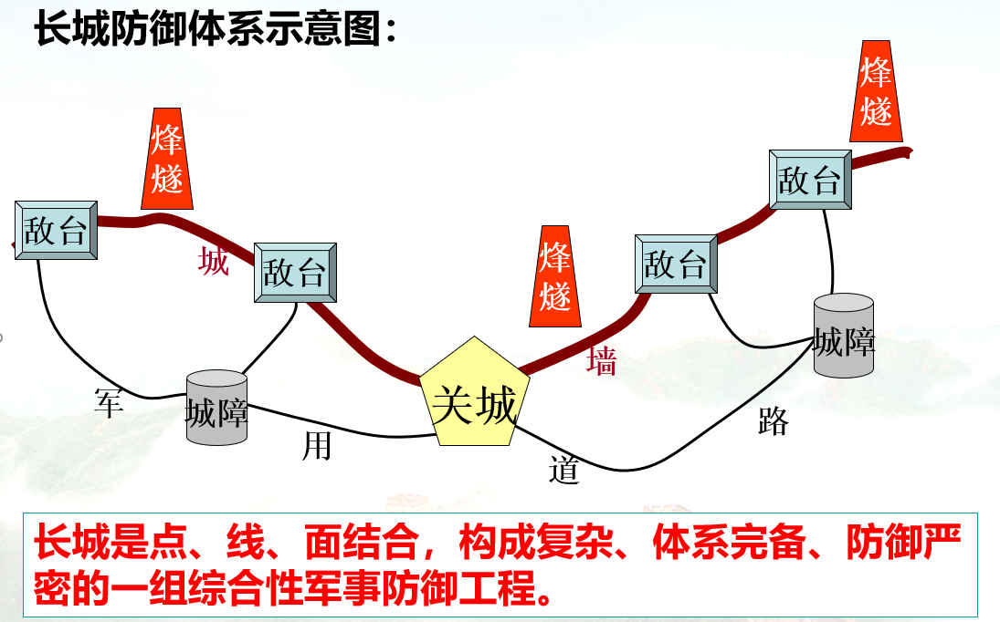 长城防御体系示意图：
烽燧
烽燧
敌台
敌台
城
烽燧
敌台
敌台
墙
城障
关城
城障
军
用
道
路
长城是点、线、面结合，构成复杂、体系完备、防御严
密的一组综合性军事防御工程。